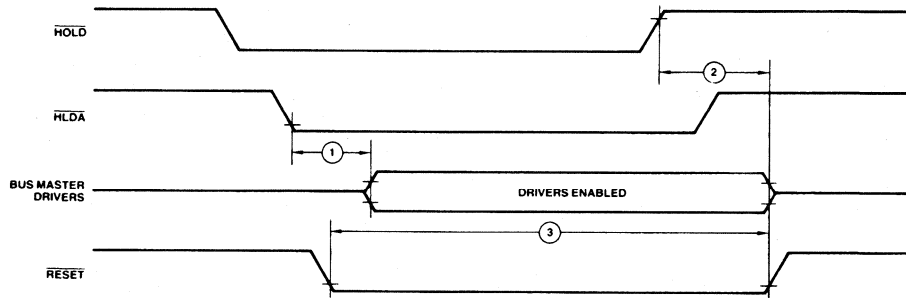 HOLD
2
HLDA
1
BUS MASTER
DRIVERS
DRIVERS ENABLED
3
RESET